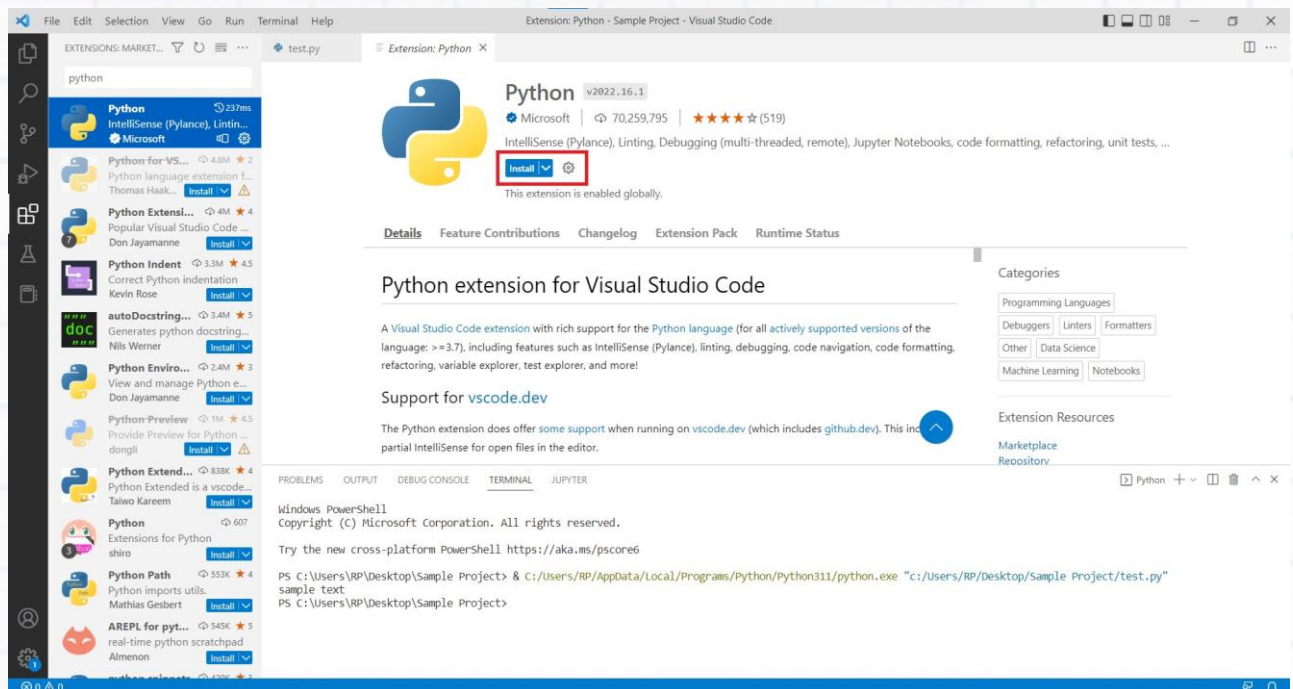 File Edit Selection View Go Run Terminal Help
Extension: Python - Sample Project - Visual Studio Code
EXTENSIONS: MARKET...
test.py
Extension: Python
python
Python 237ms
IntelliSense (Pylance), Lintin...
Microsoft
Python for VS... 4.8M 2
Python language extension f...
Thomas Haak... Install
Python Extensi... 4M 4
Popular Visual Studio Code ...
Don Jayamanne Install
7
Python Indent 3.3M 4.5
Correct Python indentation
Kevin Rose Install
autoDocstring... 3.4M 5
Generates python docstring...
Nils Werner Install
""" 
doc
"""
Python Enviro... 2.4M 3
View and manage Python e...
Don Jayamanne Install
Python Preview 1M 4.5
Provide Preview for Python ...
dongli Install
Python Extend... 838K 4
Python Extended is a vscode...
Taiwo Kareem Install
Python 607
Extensions for Python
shiro Install
3
Python Path 553K 4
Python imports utils.
Mathias Gesbert Install
AREPL for pyt... 545K 5
real-time python scratchpad
Almenon Install
Python v2022.16.1
Microsoft 70,259,795 (519)
IntelliSense (Pylance), Linting, Debugging (multi-threaded, remote), Jupyter Notebooks, code formatting, refactoring, unit tests, ...
Install
This extension is enabled globally.
Details Feature Contributions Changelog Extension Pack Runtime Status
Python extension for Visual Studio Code
A Visual Studio Code extension with rich support for the Python language (for all actively supported versions of the
language: >=3.7), including features such as IntelliSense (Pylance), linting, debugging, code navigation, code formatting,
refactoring, variable explorer, test explorer, and more!
Support for vscode.dev
The Python extension does offer some support when running on vscode.dev (which includes github.dev). This inc
partial IntelliSense for open files in the editor.
Categories
Programming Languages
Debuggers Linters Formatters
Other Data Science
Machine Learning Notebooks
Extension Resources
Marketplace
Repository
PROBLEMS OUTPUT DEBUG CONSOLE TERMINAL JUPYTER
Python
Windows PowerShell
Copyright (C) Microsoft Corporation. All rights reserved.
Try the new cross-platform PowerShell https://aka.ms/pscore6
PS C:\Users\RP\Desktop\Sample Project> & C:/Users/RP/AppData/Local/Programs/Python/Python311/python.exe "c:/Users/RP/Desktop/Sample Project/test.py"
sample text
PS C:\Users\RP\Desktop\Sample Project>
1
0 0